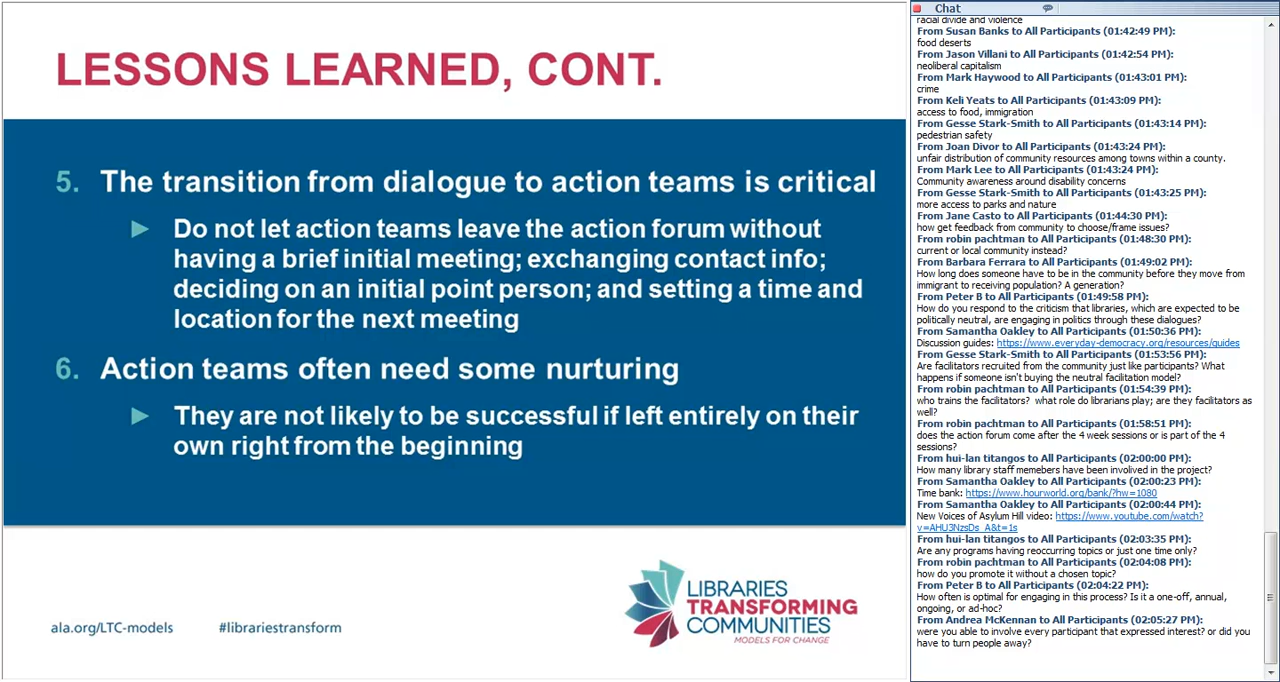 LESSONS LEARNED, CONT.
5. The transition from dialogue to action teams is critical
Do not let action teams leave the action forum without
having a brief initial meeting; exchanging contact info;
deciding on an initial point person; and setting a time and
location for the next meeting
6. Action teams often need some nurturing
They are not likely to be successful if left entirely on their
own right from the beginning
ala.org/LTC-models
#librariestransform
LIBRARIES
TRANSFORMING
COMMUNITIES
MODELS FOR CHANGE
Chat
racial divide and violence
From Susan Banks to All Participants (01:42:49 PM):
food deserts
From Jason Villani to All Participants (01:42:54 PM):
neoliberal capitalism
From Mark Haywood to All Participants (01:43:01 PM):
crime
From Keli Yeats to All Participants (01:43:09 PM):
access to food, immigration
From Gesse Stark-Smith to All Participants (01:43:14 PM):
pedestrian safety
From Joan Divor to All Participants (01:43:24 PM):
unfair distribution of community resources among towns within a county.
From Mark Lee to All Participants (01:43:24 PM):
Community awareness around disability concerns
From Gesse Stark-Smith to All Participants (01:43:25 PM):
more access to parks and nature
From Jane Casto to All Participants (01:44:30 PM):
how get feedback from community to choose/frame issues?
From robin pachtman to All Participants (01:48:30 PM):
current or local community instead?
From Barbara Ferrara to All Participants (01:49:02 PM):
How long does someone have to be in the community before they move from
immigrant to receiving population? A generation?
From Peter B to All Participants (01:49:58 PM):
How do you respond to the criticism that libraries, which are expected to be
politically neutral, are engaging in politics through these dialogues?
From Samantha Oakley to All Participants (01:50:36 PM):
Discussion guides: https://www.everyday-democracy.org/resources/guides
From Gesse Stark-Smith to All Participants (01:53:56 PM):
Are facilitators recruited from the community just like participants? What
happens if someone isn't buying the neutral facilitation model?
From robin pachtman to All Participants (01:54:39 PM):
who trains the facilitators? what role do librarians play; are they facilitators as
well?
From robin pachtman to All Participants (01:58:51 PM):
does the action forum come after the 4 week sessions or is part of the 4
sessions?
From hui-lan titangos to All Participants (02:00:00 PM):
How many library staff memebers have been involved in the project?
From Samantha Oakley to All Participants (02:00:23 PM):
Time bank: https://www.hourworld.org/bank/?hw=1080
From Samantha Oakley to All Participants (02:00:44 PM):
New Voices of Asylum Hill video: https://www.youtube.com/watch?
v=AHU3NzsDs_A&t=1s
From hui-lan titangos to All Participants (02:03:35 PM):
Are any programs having reoccurring topics or just one time only?
From robin pachtman to All Participants (02:04:08 PM):
how do you promote it without a chosen topic?
From Peter B to All Participants (02:04:22 PM):
How often is optimal for engaging in this process? Is it a one-off, annual,
ongoing, or ad-hoc?
From Andrea McKennan to All Participants (02:05:27 PM):
were you able to involve every participant that expressed interest? or did you
have to turn people away?